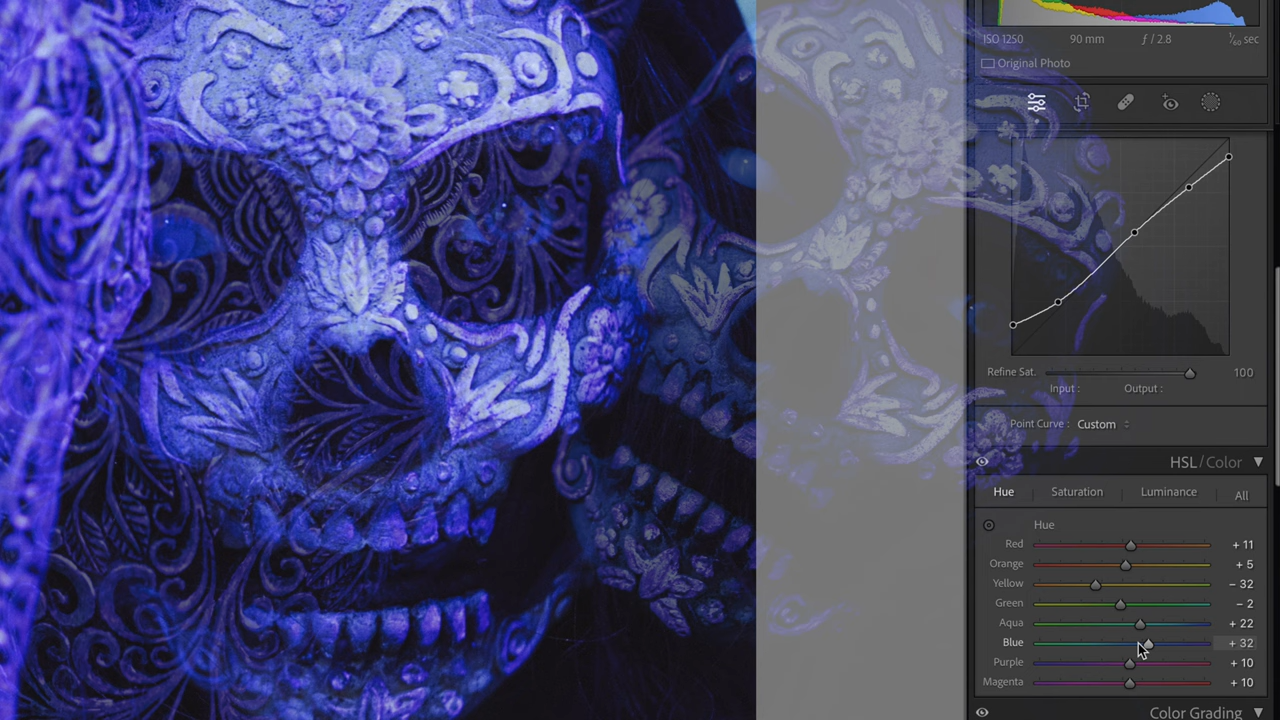 ISO 1250 90 mm ƒ / 2.8 1/60 sec
Original Photo
Refine Sat. 100
Input : Output :
Point Curve : Custom
HSL / Color
Hue Saturation Luminance All
Hue
Red + 11
Orange + 5
Yellow − 32
Green − 2
Aqua + 22
Blue + 32
Purple + 10
Magenta + 10
Color Grading